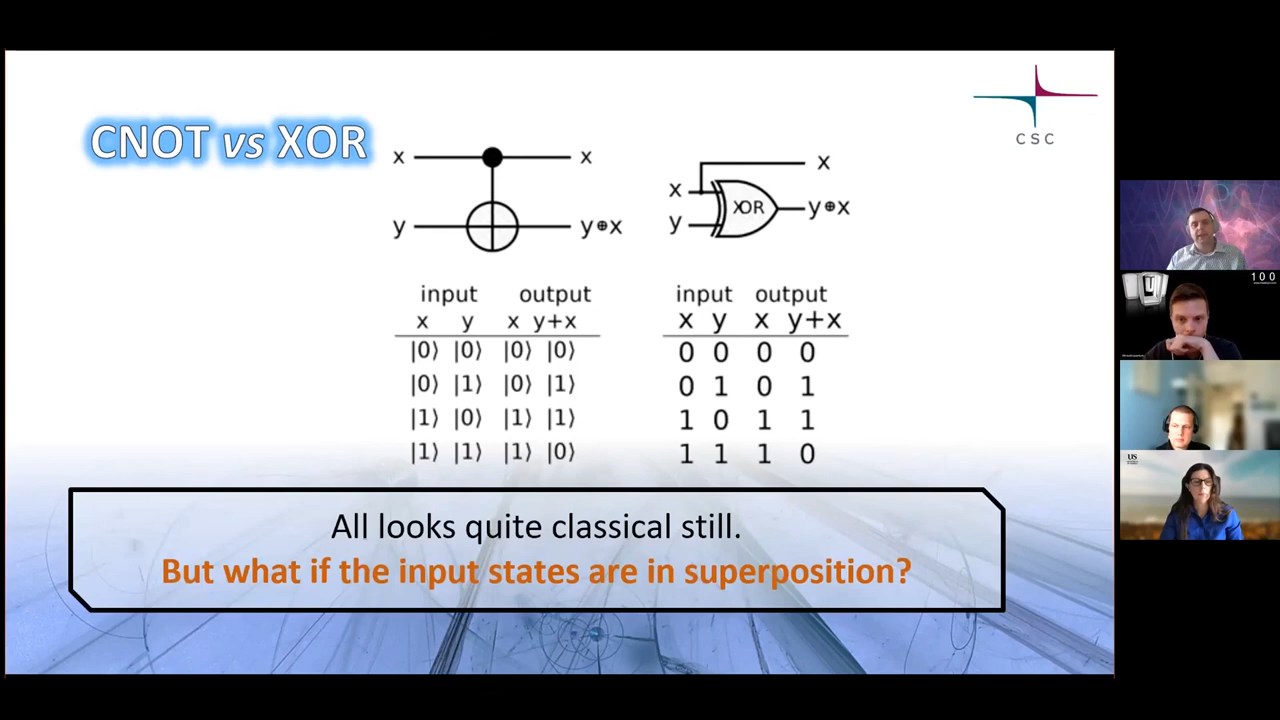 CNOT vs XOR
CSC
x x
y y⊕x
x
x
XOR
y y⊕x
input output
x y x y+x
|0⟩ |0⟩ |0⟩ |0⟩
|0⟩ |1⟩ |0⟩ |1⟩
|1⟩ |0⟩ |1⟩ |1⟩
|1⟩ |1⟩ |1⟩ |0⟩
input output
x y x y+x
0 0 0 0
0 1 0 1
1 0 1 1
1 1 1 0
All looks quite classical still.
But what if the input states are in superposition?
100
US